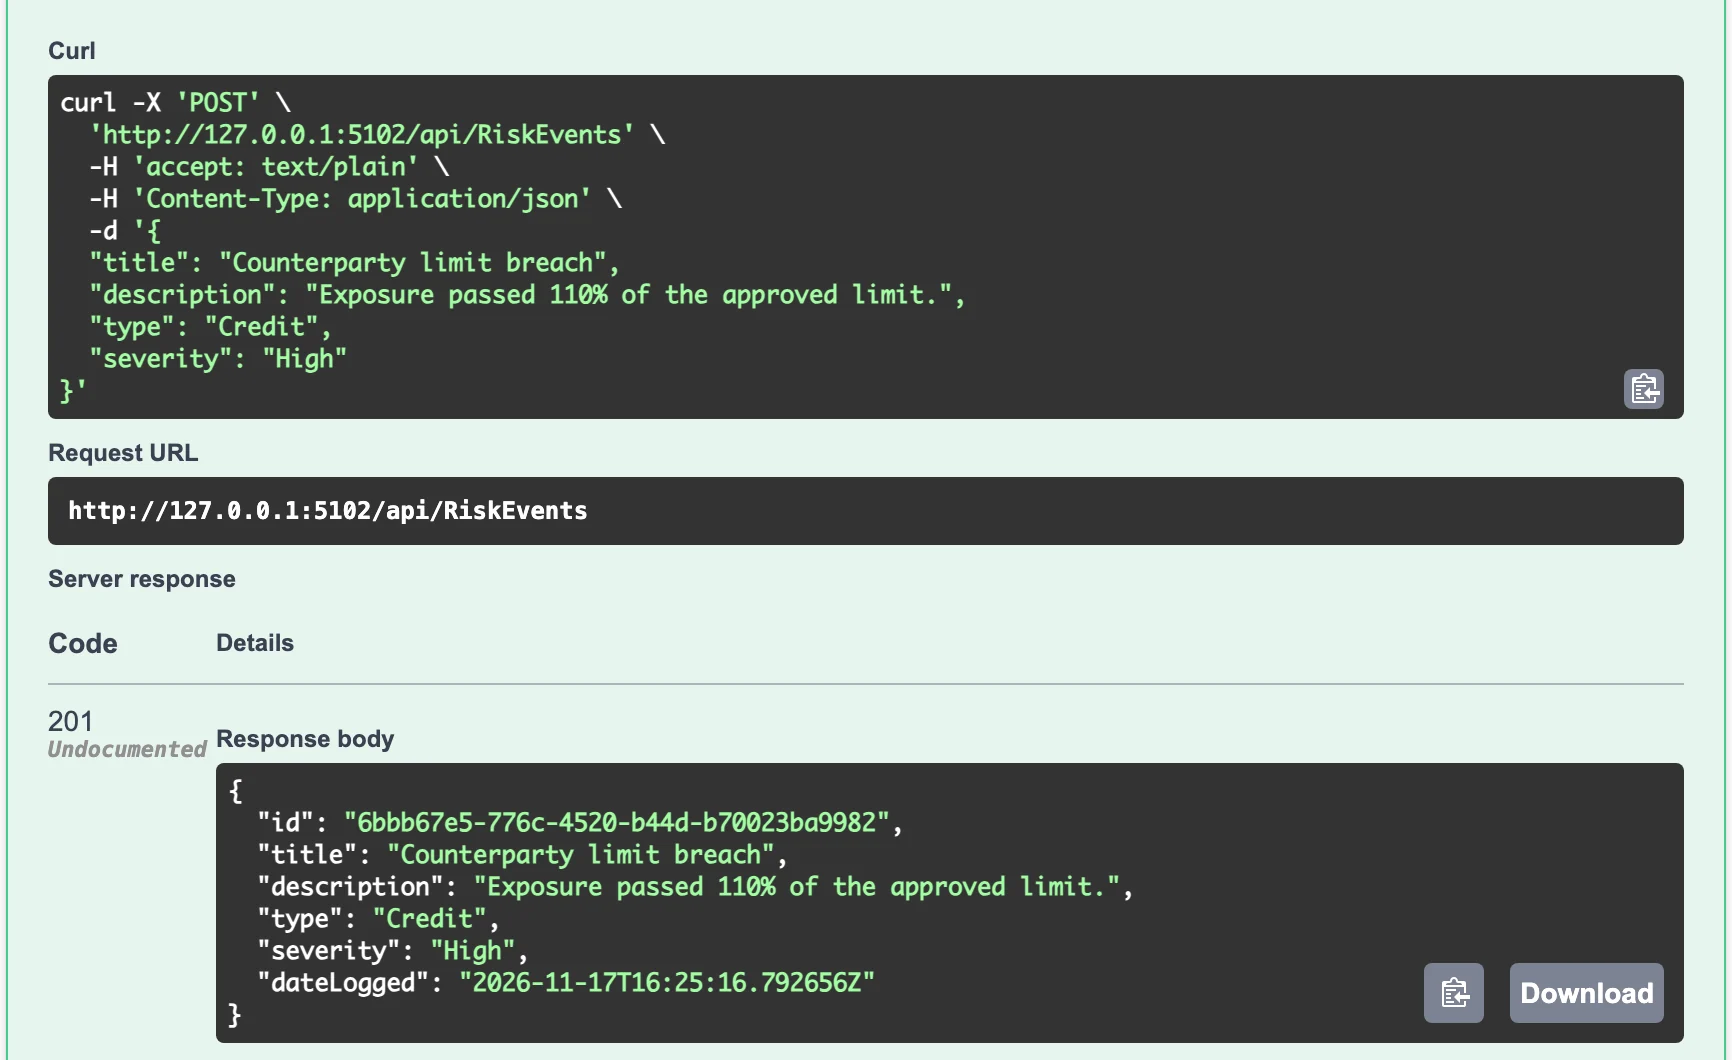 Curl
curl -X 'POST' \
  'http://127.0.0.1:5102/api/RiskEvents' \
  -H 'accept: text/plain' \
  -H 'Content-Type: application/json' \
  -d '{
  "title": "Counterparty limit breach",
  "description": "Exposure passed 110% of the approved limit.",
  "type": "Credit",
  "severity": "High"
}'
Request URL
http://127.0.0.1:5102/api/RiskEvents
Server response
Code Details
201
Undocumented
Response body
{
  "id": "6bbb67e5-776c-4520-b44d-b70023ba9982",
  "title": "Counterparty limit breach",
  "description": "Exposure passed 110% of the approved limit.",
  "type": "Credit",
  "severity": "High",
  "dateLogged": "2026-11-17T16:25:16.792656Z"
}
Download